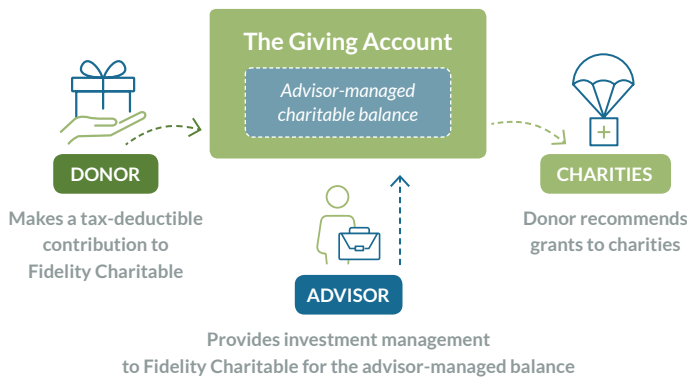 The Giving Account
Advisor-managed
charitable balance
DONOR
Makes a tax-deductible
contribution to
Fidelity Charitable
CHARITIES
Donor recommends
grants to charities
ADVISOR
Provides investment management
to Fidelity Charitable for the advisor-managed balance